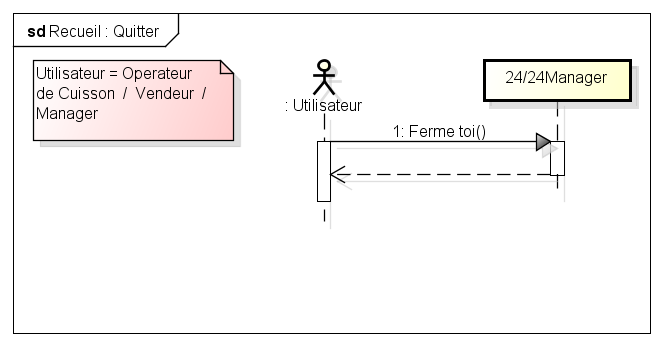 sd Recueil : Quitter
Utilisateur = Operateur
de Cuisson / Vendeur /
Manager
: Utilisateur
24/24Manager
1: Ferme toi()